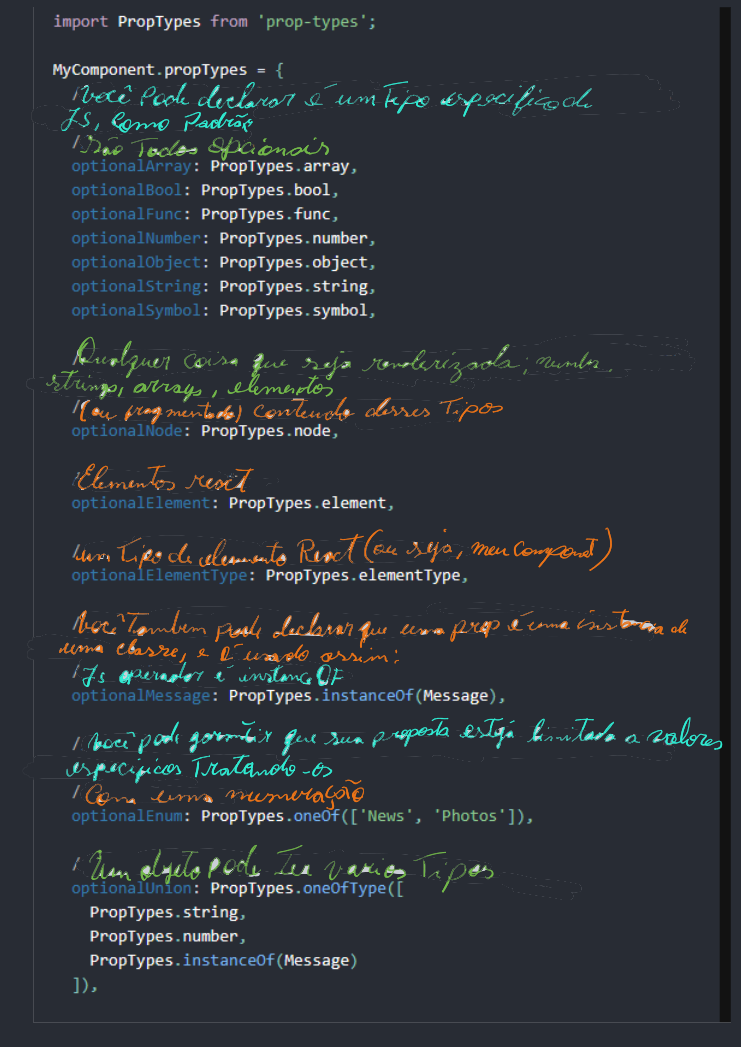 import PropTypes from 'prop-types';
MyComponent.propTypes = {
/ você Pode declarar é um Tipo especifico de
JS, Como Padrão
/ São Todos opcionais
optionalArray: PropTypes.array,
optionalBool: PropTypes.bool,
optionalFunc: PropTypes.func,
optionalNumber: PropTypes.number,
optionalObject: PropTypes.object,
optionalString: PropTypes.string,
optionalSymbol: PropTypes.symbol,
Qualquer coisa que seja renderizada;
strings, arrays, elementos
/ (ou fragmentado) Contendo desses Tipos
optionalNode: PropTypes.node,
/ Elementos react
optionalElement: PropTypes.element,
/ um Tipo de elemento React (ou seja, meu Component)
optionalElementType: PropTypes.elementType,
/ você Tambem pode declarar que uma prop é uma de
uma classe, e é usado assim:
/ Js operador é instanc OF
optionalMessage: PropTypes.instanceOf(Message),
/ você pode garantir que sua proposta estejá limitada a valores
especificos Tratando-os
/ Com uma numeração
optionalEnum: PropTypes.oneOf(['News', 'Photos']),
/ Um objeto Pode Ter varios Tipos
optionalUnion: PropTypes.oneOfType([
PropTypes.string,
PropTypes.number,
PropTypes.instanceOf(Message)
]),